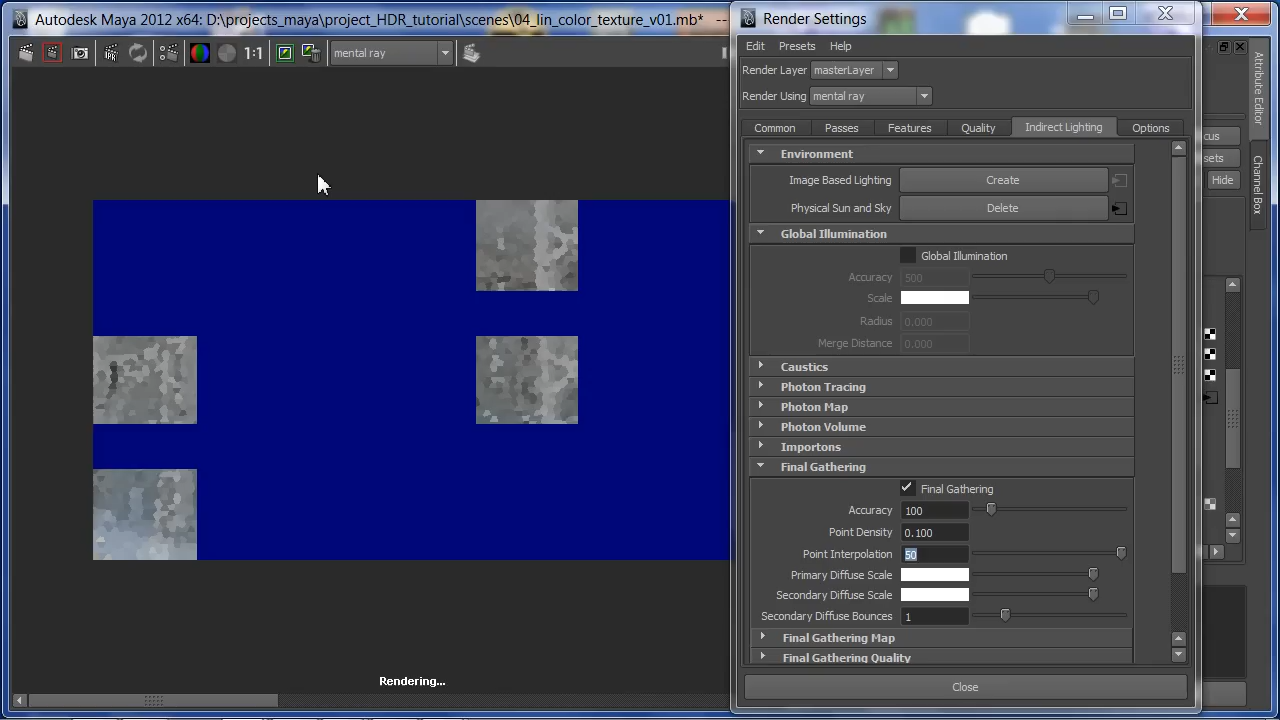 Autodesk Maya 2012 x64: D:\projects_maya\project_HDR_tutorial\scenes\04_lin_color_texture_v01.mb* --
Render Settings
Edit Presets Help
1:1 mental ray
Render Layer masterLayer
Render Using mental ray
Common Passes Features Quality Indirect Lighting Options
Environment
Image Based Lighting Create
Physical Sun and Sky Delete
Global Illumination
Global Illumination
Accuracy 500
Scale
Radius 0.000
Merge Distance 0.000
Caustics
Photon Tracing
Photon Map
Photon Volume
Importons
Final Gathering
Final Gathering
Accuracy 100
Point Density 0.100
Point Interpolation 50
Primary Diffuse Scale
Secondary Diffuse Scale
Secondary Diffuse Bounces 1
Final Gathering Map
Final Gathering Quality
Close
Rendering...
Attribute Editor
Channel Box
cus
sets
Hide